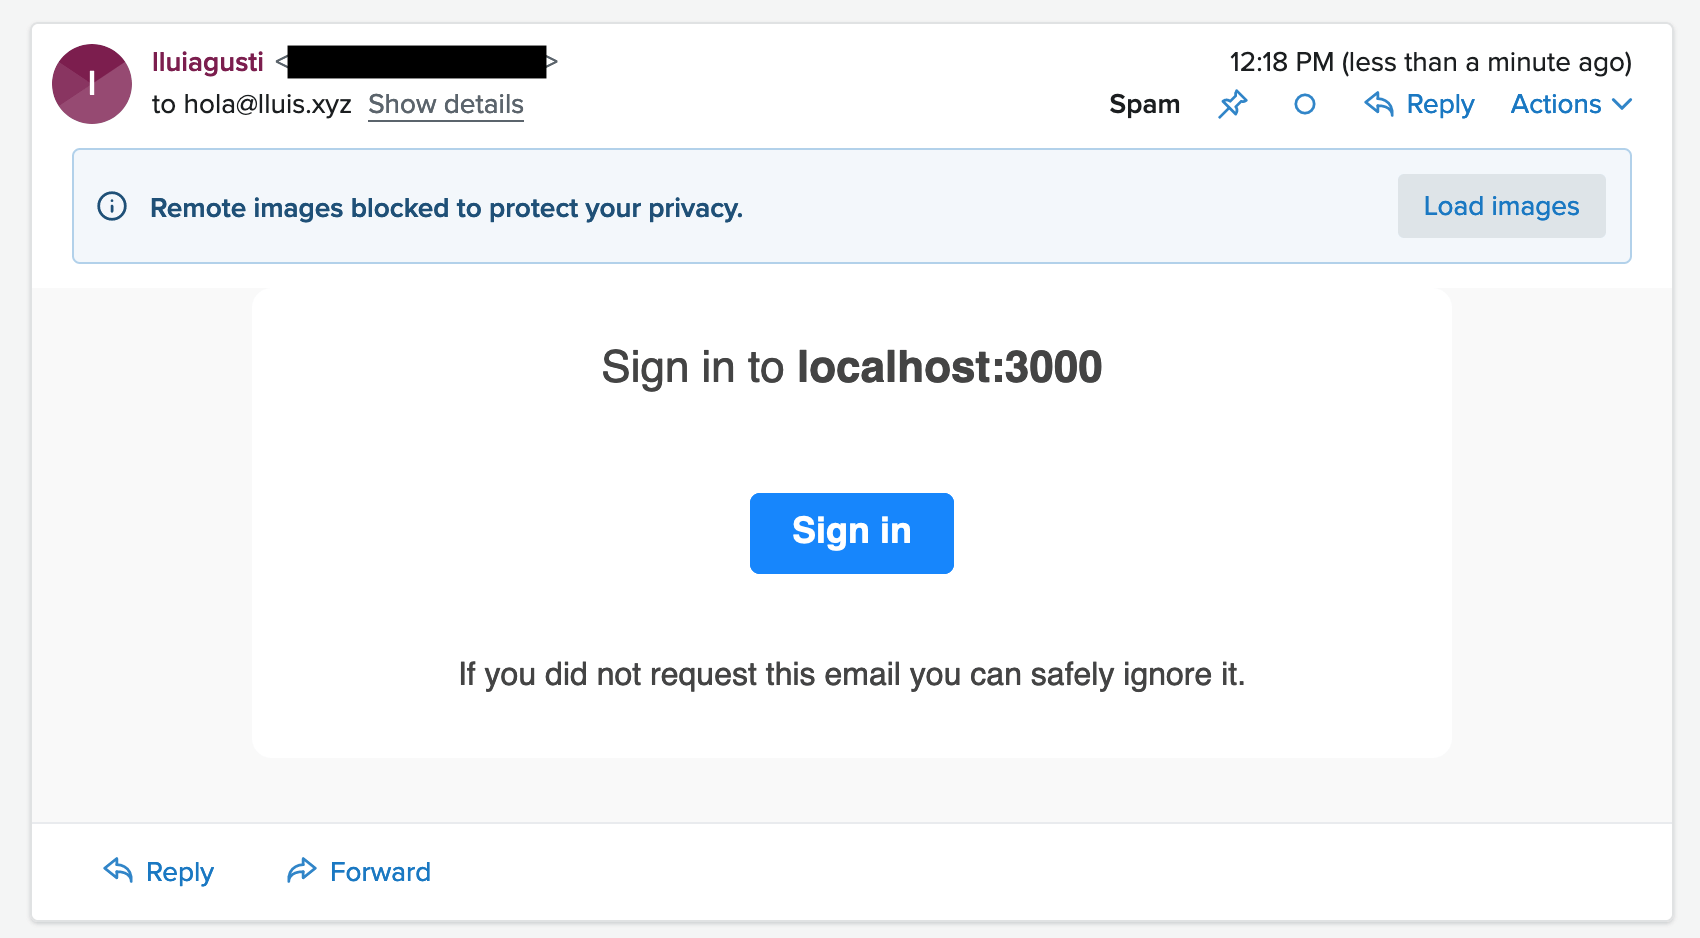 l
lluiagusti < >
12:18 PM (less than a minute ago)
to hola@lluis.xyz Show details
Spam Reply Actions
Remote images blocked to protect your privacy.
Load images
Sign in to localhost:3000
Sign in
If you did not request this email you can safely ignore it.
Reply Forward